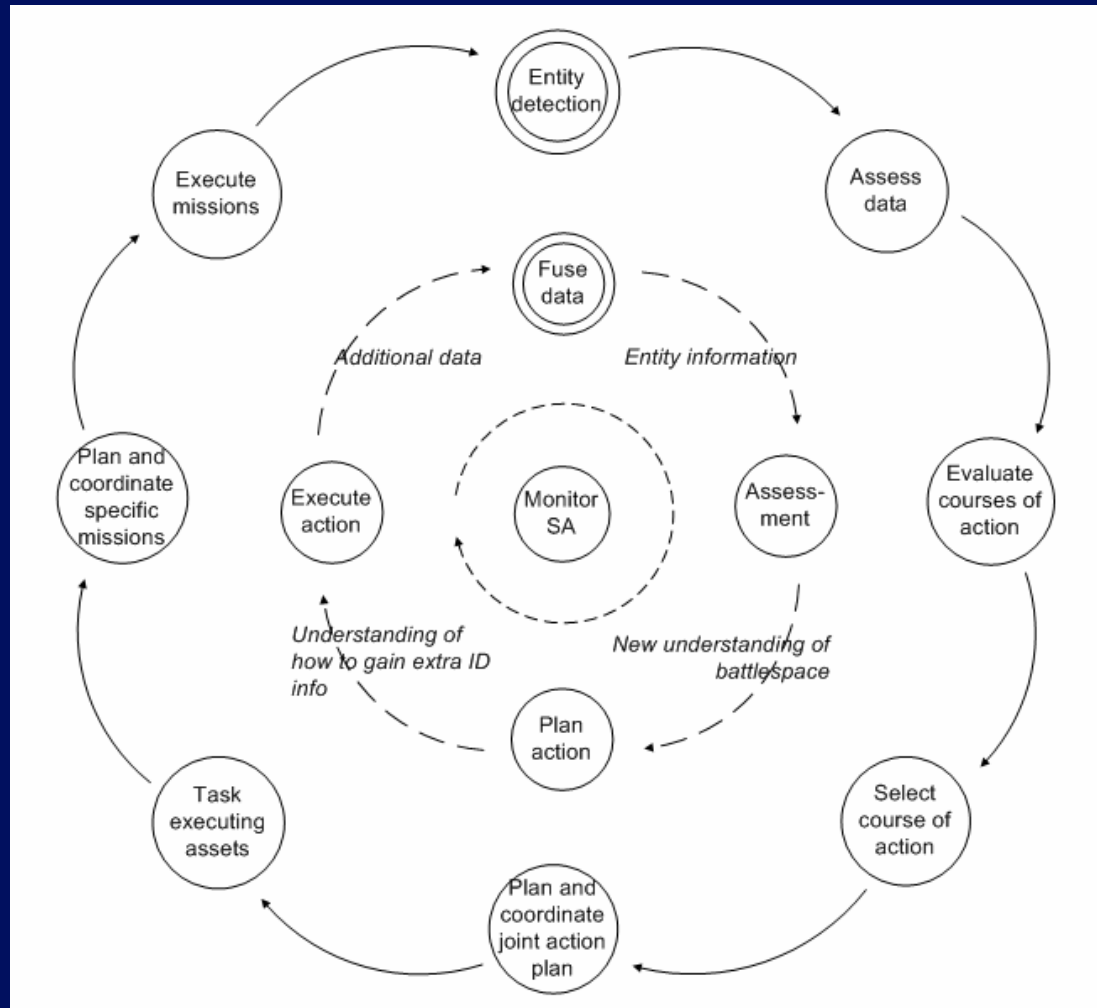 Entity
detection
Execute
missions
Assess
data
Fuse
data
Additional data
Entity information
Plan and
coordinate
specific
missions
Execute
action
Monitor
SA
Assess-
ment
Evaluate
courses of
action
Understanding of
how to gain extra ID
info
New understanding of
battlespace
Plan
action
Task
executing
assets
Select
course of
action
Plan and
coordinate
joint action
plan